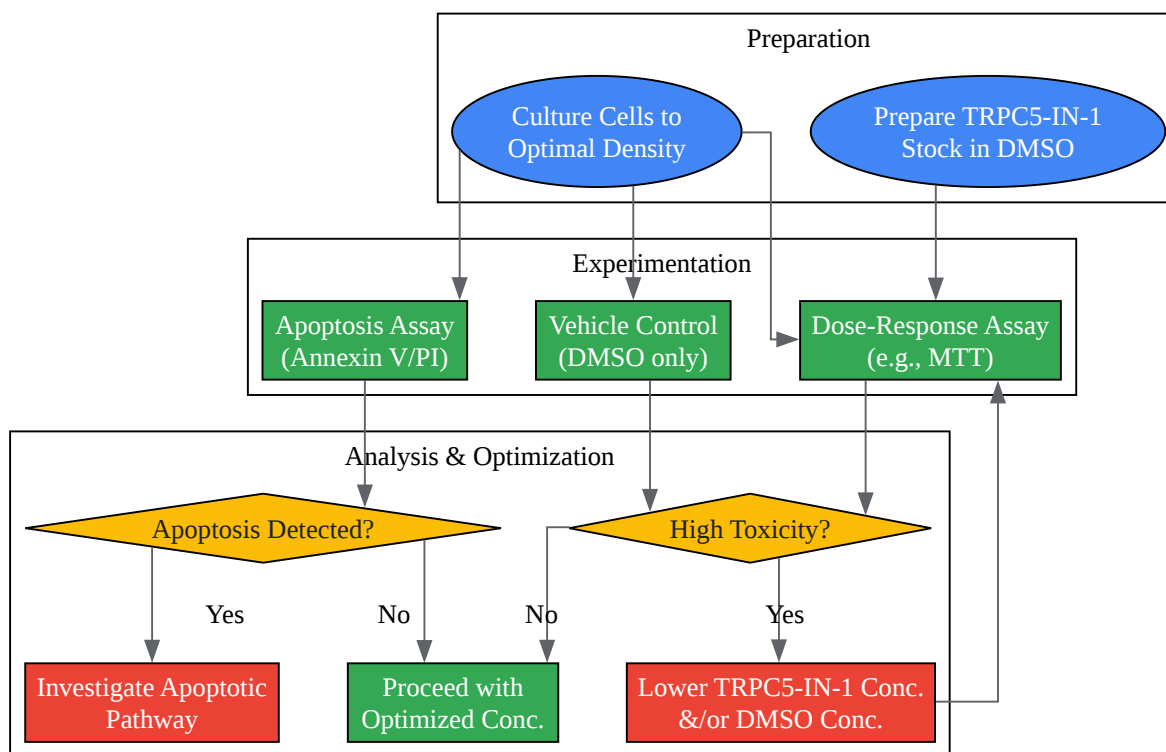 Preparation
Culture Cells to
Optimal Density
Prepare TRPC5-IN-1
Stock in DMSO
Experimentation
Apoptosis Assay
(Annexin V/PI)
Vehicle Control
(DMSO only)
Dose-Response Assay
(e.g., MTT)
Analysis & Optimization
Apoptosis Detected?
High Toxicity?
Yes
No
No
Yes
Investigate Apoptotic
Pathway
Proceed with
Optimized Conc.
Lower TRPC5-IN-1 Conc.
&/or DMSO Conc.